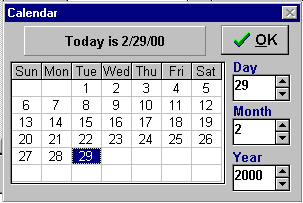 Calendar
Today is 2/29/00
OK
Sun Mon Tue Wed Thu Fri Sat
1 2 3 4 5
6 7 8 9 10 11 12
13 14 15 16 17 18 19
20 21 22 23 24 25 26
27 28 29
Day
29
Month
2
Year
2000